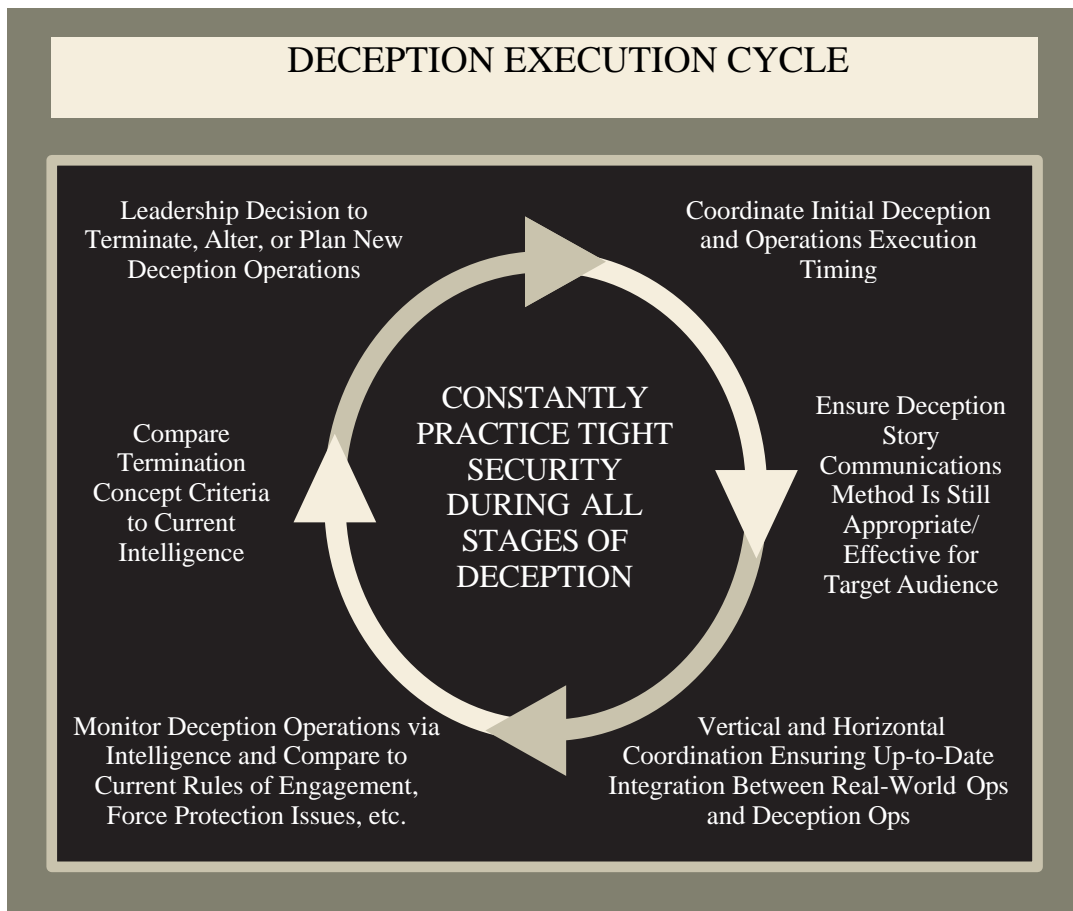 DECEPTION EXECUTION CYCLE
Leadership Decision to
Terminate, Alter, or Plan New
Deception Operations
Coordinate Initial Deception
and Operations Execution
Timing
CONSTANTLY
PRACTICE TIGHT
SECURITY
DURING ALL
STAGES OF
DECEPTION
Ensure Deception
Story
Communications
Method Is Still
Appropriate/
Effective for
Target Audience
Compare
Termination
Concept Criteria
to Current
Intelligence
Monitor Deception Operations via
Intelligence and Compare to
Current Rules of Engagement,
Force Protection Issues, etc.
Vertical and Horizontal
Coordination Ensuring Up-to-Date
Integration Between Real-World Ops
and Deception Ops